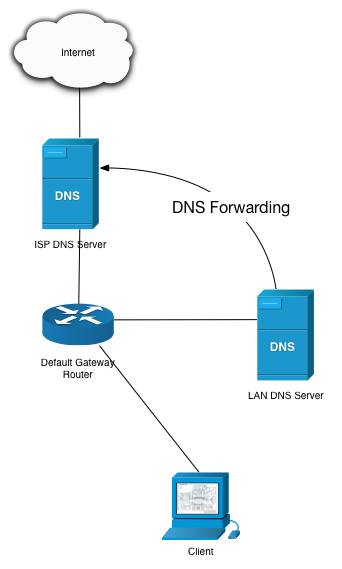 Internet
DNS
ISP DNS Server
DNS Forwarding
DNS
LAN DNS Server
Default Gateway
Router
Client